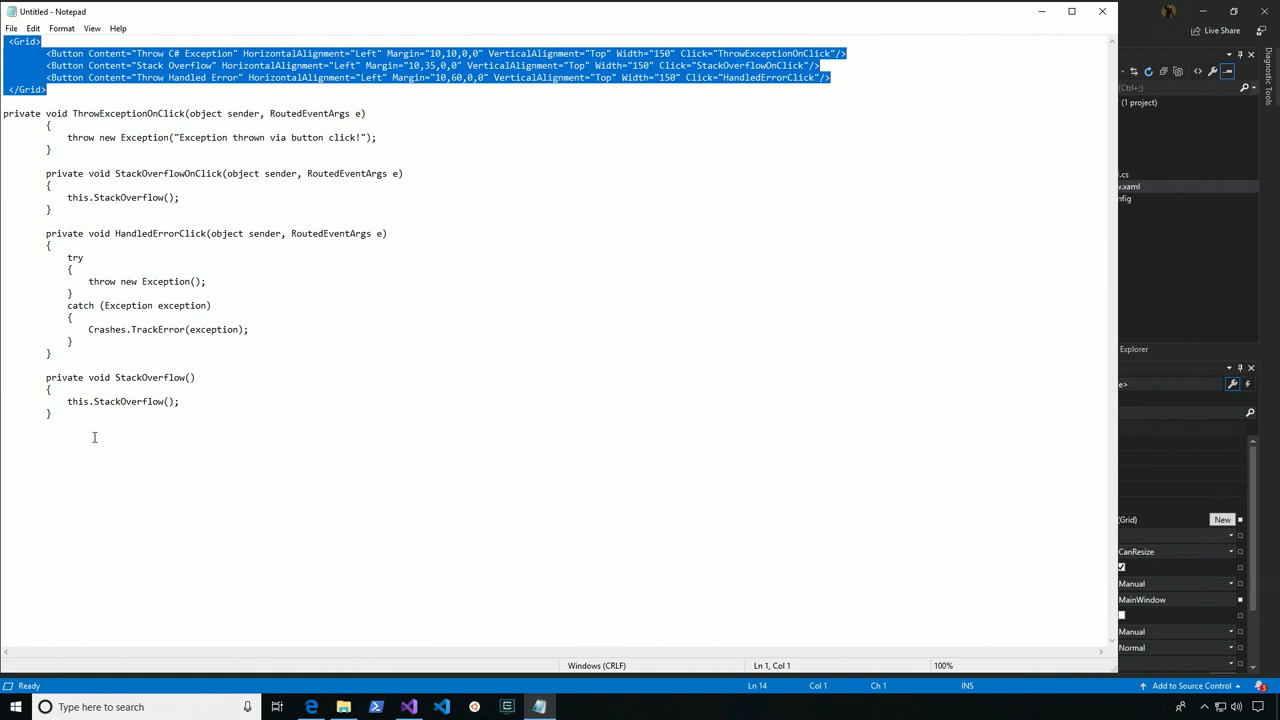 Untitled - Notepad
File Edit Format View Help
Live Share
<Grid>
<Button Content="Throw C# Exception" HorizontalAlignment="Left" Margin="10,10,0,0" VerticalAlignment="Top" Width="150" Click="ThrowExceptionOnClick"/>
<Button Content="Stack Overflow" HorizontalAlignment="Left" Margin="10,35,0,0" VerticalAlignment="Top" Width="150" Click="StackOverflowOnClick"/>
<Button Content="Throw Handled Error" HorizontalAlignment="Left" Margin="10,60,0,0" VerticalAlignment="Top" Width="150" Click="HandledErrorClick"/>
</Grid>
private void ThrowExceptionOnClick(object sender, RoutedEventArgs e)
{
throw new Exception("Exception thrown via button click!");
}
private void StackOverflowOnClick(object sender, RoutedEventArgs e)
{
this.StackOverflow();
}
private void HandledErrorClick(object sender, RoutedEventArgs e)
{
try
{
throw new Exception();
}
catch (Exception exception)
{
Crashes.TrackError(exception);
}
}
private void StackOverflow()
{
this.StackOverflow();
}
Diagnostic Tools
(Ctrl+;)
(1 project)
l.cs
w.xaml
nfig
Explorer
e>
(Grid) New
CanResize
Manual
MainWindow
Manual
Normal
Windows (CRLF) Ln 1, Col 1 100%
Ready Ln 14 Col 1 Ch 1 INS Add to Source Control 3
Type here to search